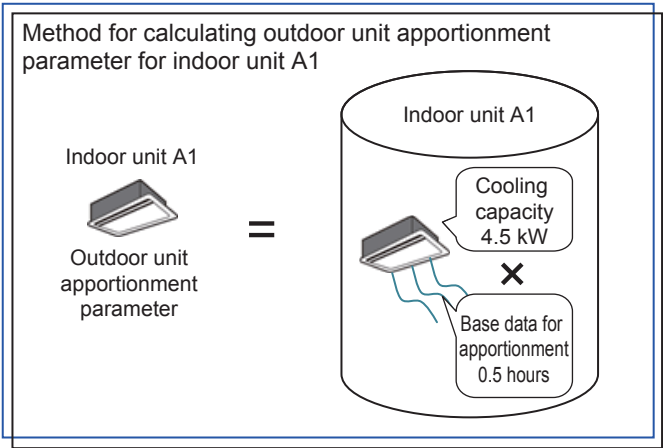 Method for calculating outdoor unit apportionment
parameter for indoor unit A1
Indoor unit A1
Outdoor unit
apportionment
parameter
=
Indoor unit A1
Cooling
capacity
4.5 kW
×
Base data for
apportionment
0.5 hours